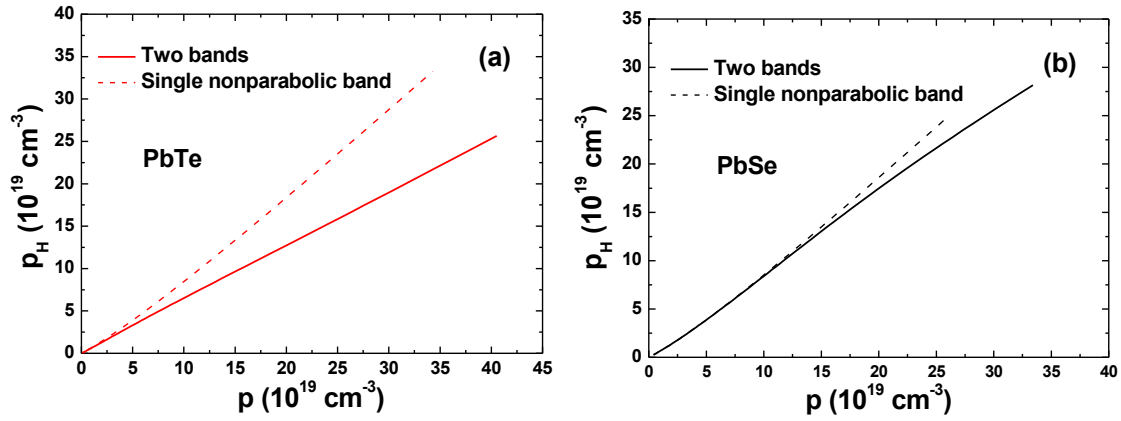 40
35
30
25
20
15
10
5
0
p_H (10^19 cm^-3)
Two bands
Single nonparabolic band
(a)
PbTe
0 5 10 15 20 25 30 35 40 45
p (10^19 cm^-3)
35
30
25
20
15
10
5
0
p_H (10^19 cm^-3)
Two bands
Single nonparabolic band
(b)
PbSe
0 5 10 15 20 25 30 35 40
p (10^19 cm^-3)